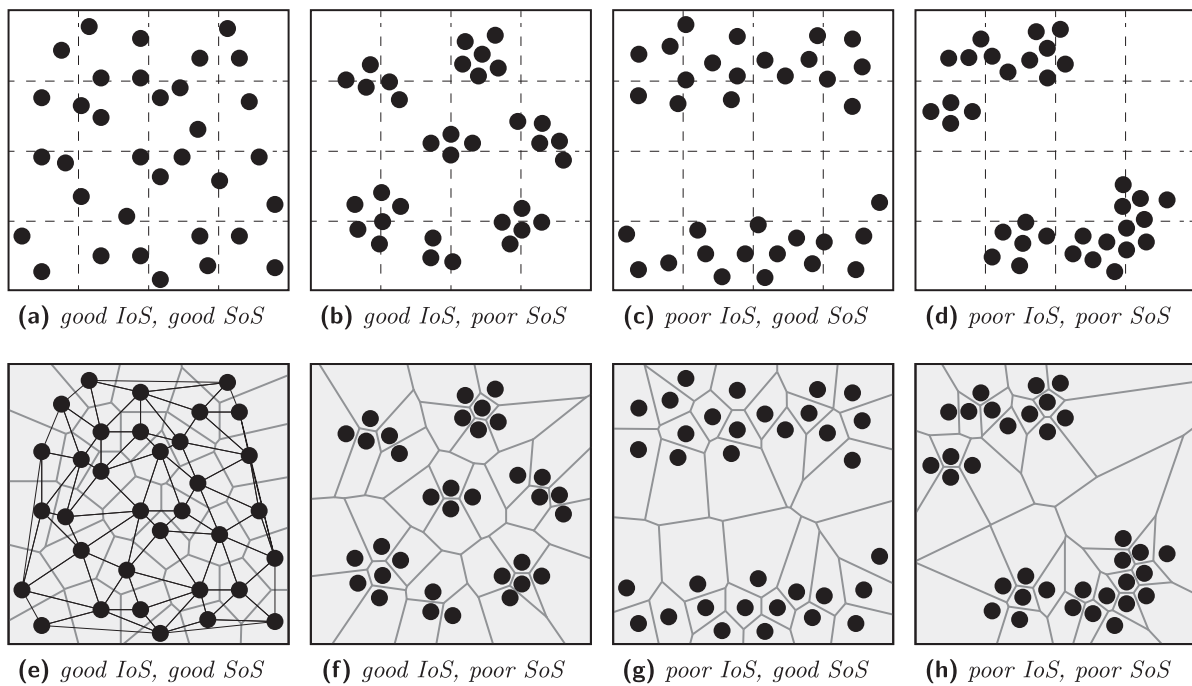 (a) good IoS, good SoS
(b) good IoS, poor SoS
(c) poor IoS, good SoS
(d) poor IoS, poor SoS
(e) good IoS, good SoS
(f) good IoS, poor SoS
(g) poor IoS, good SoS
(h) poor IoS, poor SoS